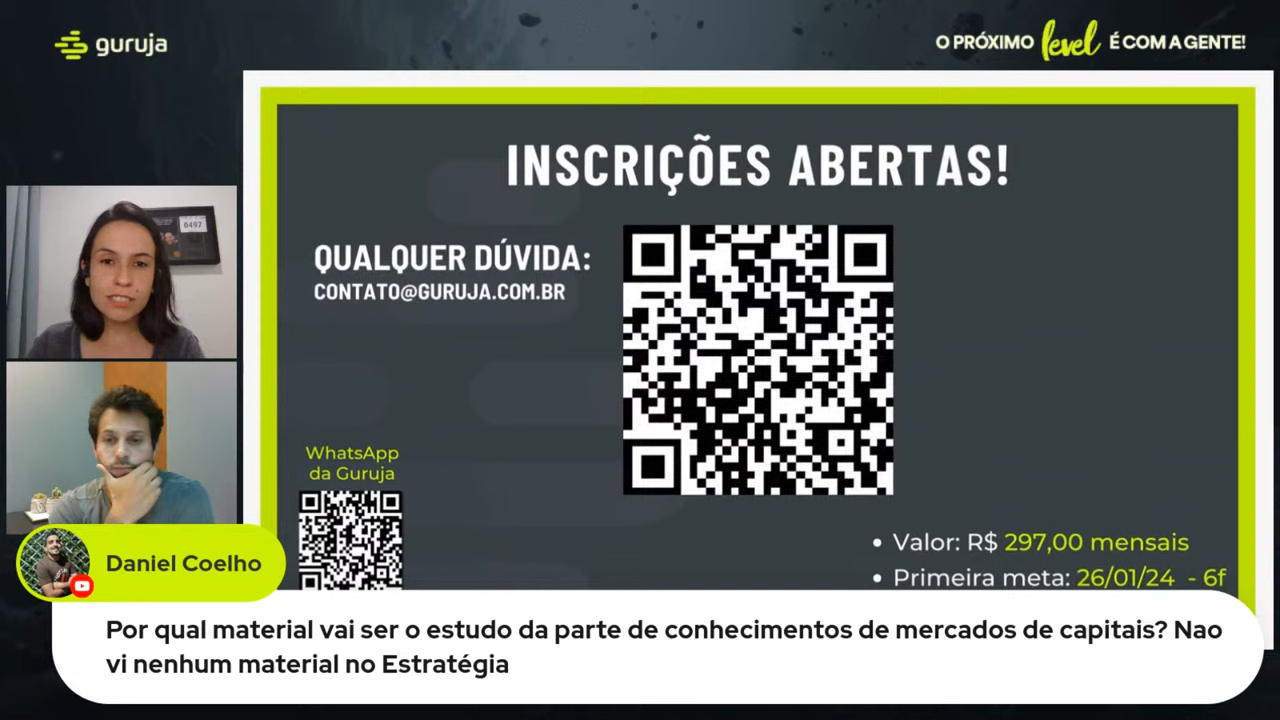 guruja
O PRÓXIMO level É COM A GENTE!
INSCRIÇÕES ABERTAS!
QUALQUER DÚVIDA:
CONTATO@GURUJA.COM.BR
0497
WhatsApp
da Guruja
Valor: R$ 297,00 mensais
Primeira meta: 26/01/24 - 6f
Daniel Coelho
Por qual material vai ser o estudo da parte de conhecimentos de mercados de capitais? Nao
vi nenhum material no Estratégia